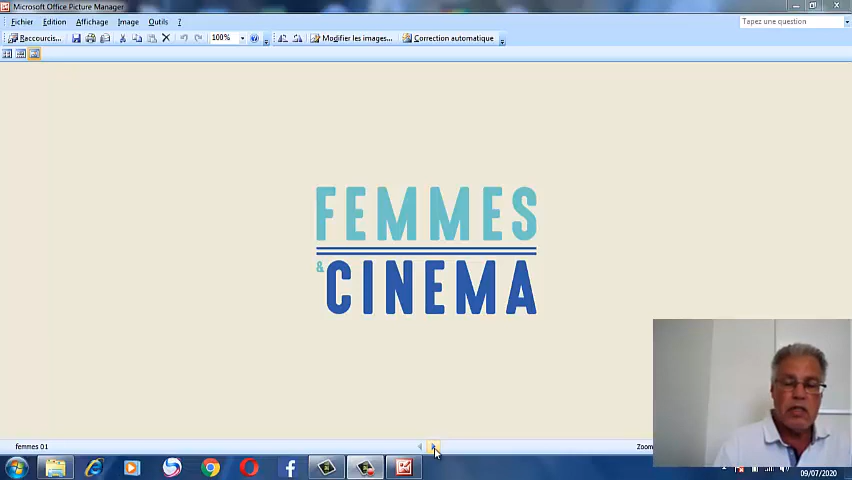 Microsoft Office Picture Manager
Fichier Edition Affichage Image Outils ?
Tapez une question
Raccourcis... 100% Modifier les images... Correction automatique
FEMMES
& CINEMA
femmes 01
Zoom
09/07/2020